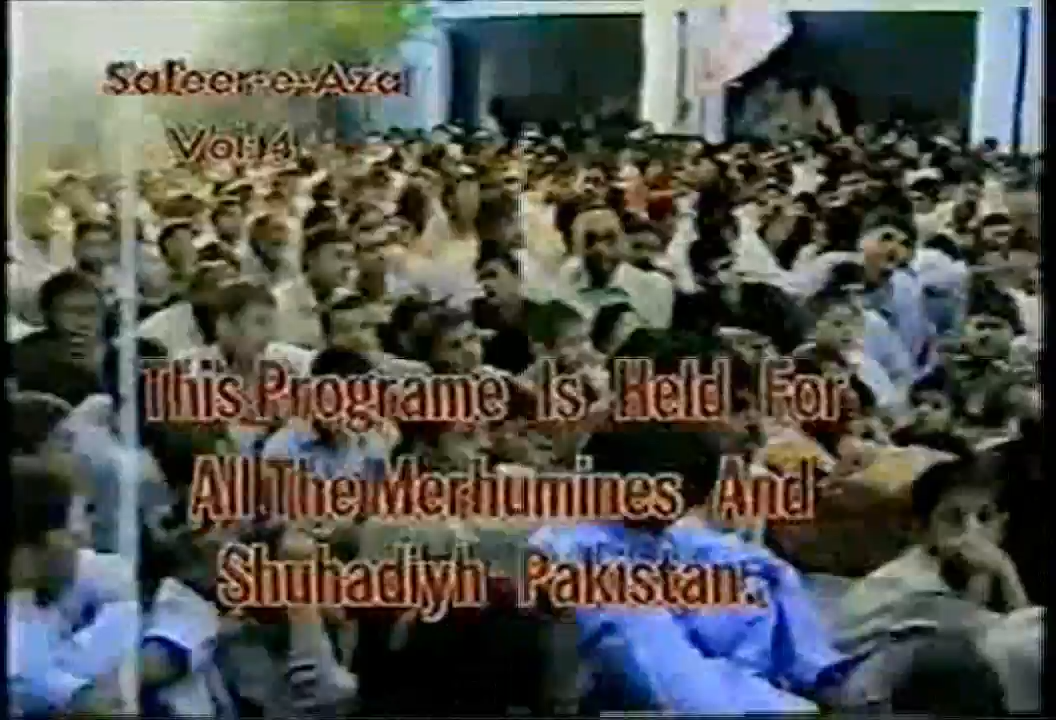 Safeer-e-Aza
Vol:4
This Programe Is Held For
All The Merhumines And
Shuhadiyh Pakistan.